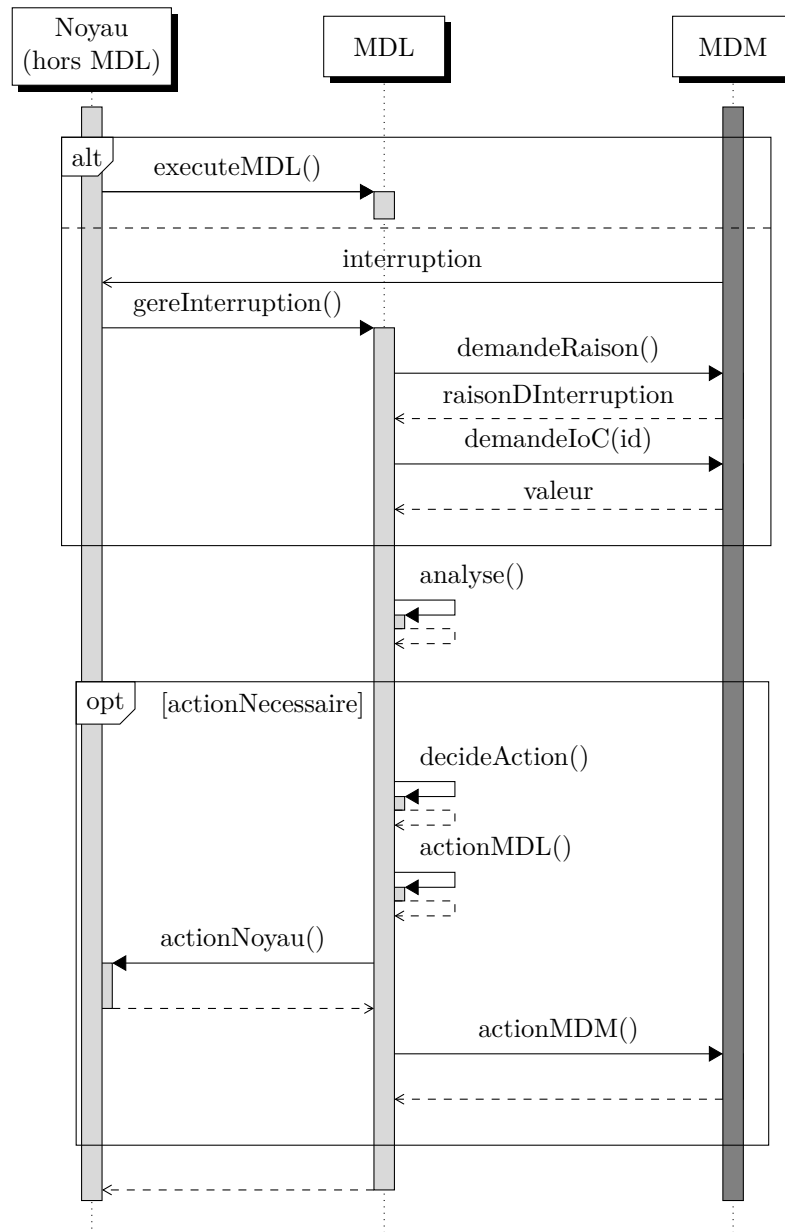 Noyau
(hors MDL)
MDL
MDM
alt
executeMDL()
interruption
gereInterruption()
demandeRaison()
raisonDInterruption
demandeIoC(id)
valeur
analyse()
opt
[actionNecessaire]
decideAction()
actionMDL()
actionNoyau()
actionMDM()